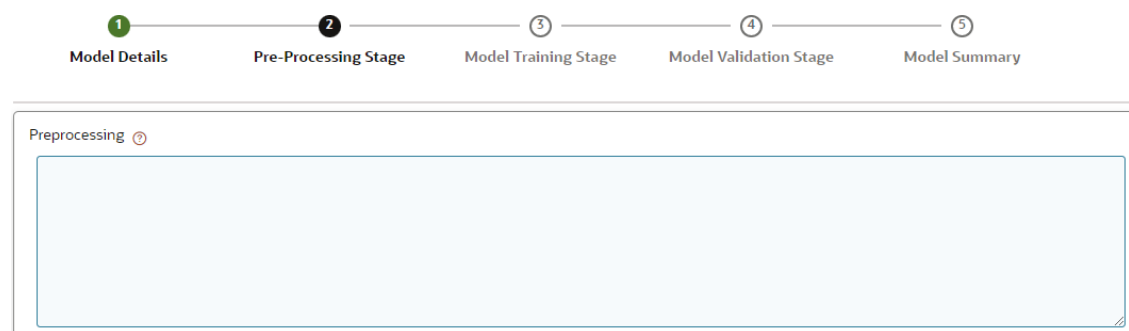 1 2 3 4 5
Model Details Pre-Processing Stage Model Training Stage Model Validation Stage Model Summary
Preprocessing ?